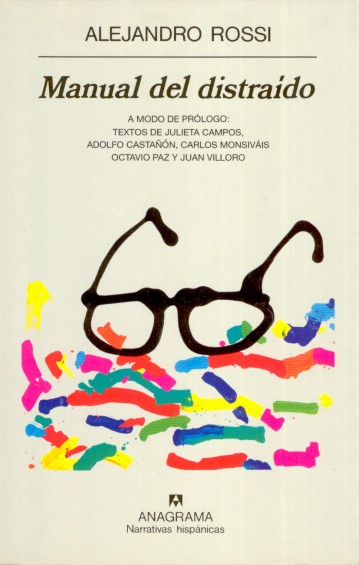 ALEJANDRO ROSSI
Manual del distraído
A MODO DE PRÓLOGO:
TEXTOS DE JULIETA CAMPOS,
ADOLFO CASTAÑÓN, CARLOS MONSIVÁIS
OCTAVIO PAZ Y JUAN VILLORO
ANAGRAMA
Narrativas hispánicas